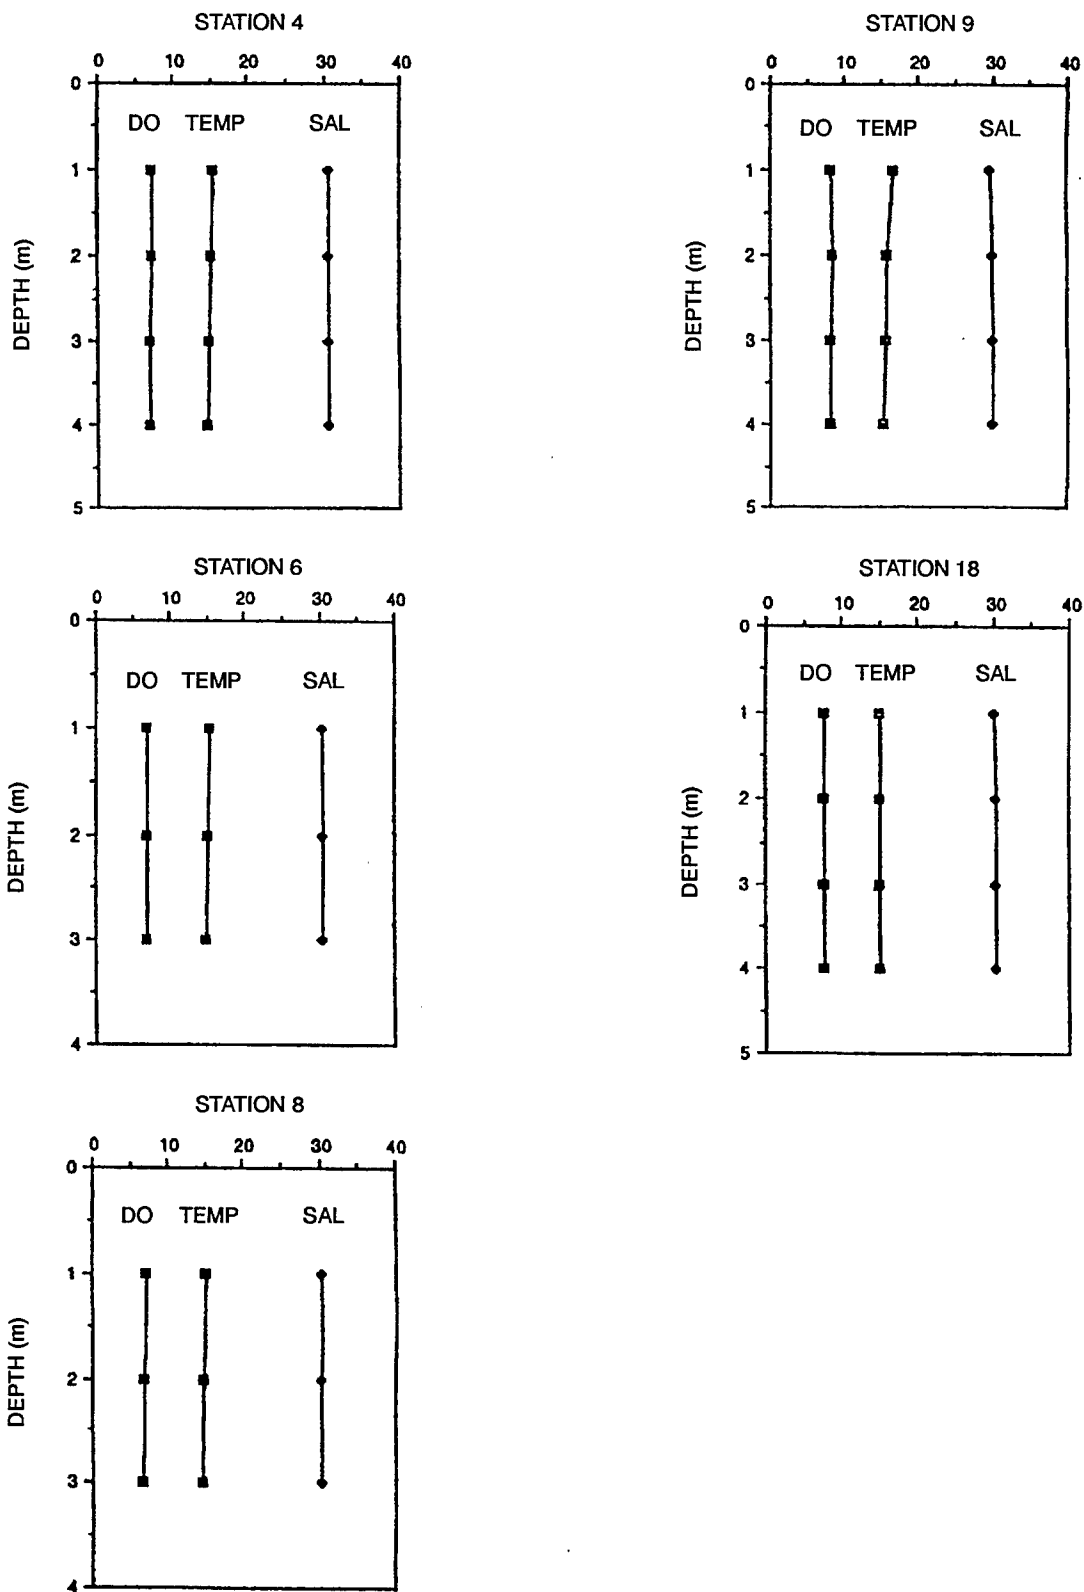 STATION 4
0 10 20 30 40
0
DO TEMP SAL
1
2
3
4
5
DEPTH (m)
STATION 6
0 10 20 30 40
0
DO TEMP SAL
1
2
3
4
DEPTH (m)
STATION 8
0 10 20 30 40
0
DO TEMP SAL
1
2
3
4
DEPTH (m)
STATION 9
0 10 20 30 40
0
DO TEMP SAL
1
2
3
4
5
DEPTH (m)
STATION 18
0 10 20 30 40
0
DO TEMP SAL
1
2
3
4
5
DEPTH (m)